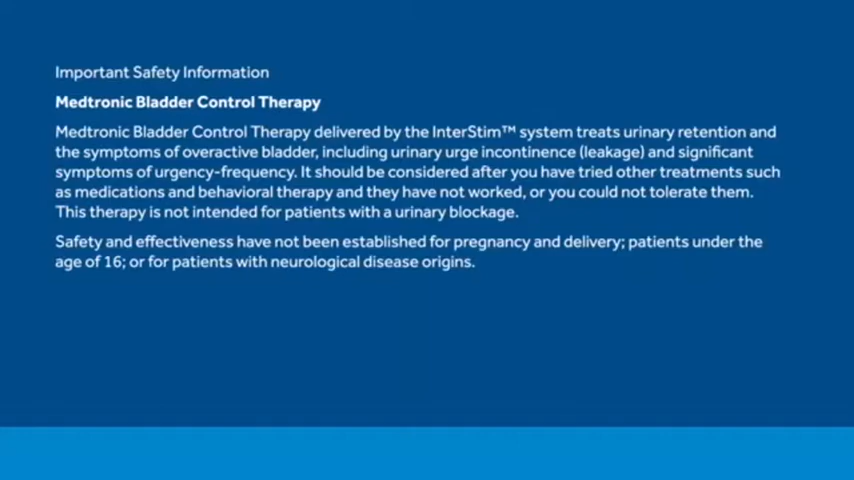 Important Safety Information
Medtronic Bladder Control Therapy
Medtronic Bladder Control Therapy delivered by the InterStim™ system treats urinary retention and
the symptoms of overactive bladder, including urinary urge incontinence (leakage) and significant
symptoms of urgency-frequency. It should be considered after you have tried other treatments such
as medications and behavioral therapy and they have not worked, or you could not tolerate them.
This therapy is not intended for patients with a urinary blockage.
Safety and effectiveness have not been established for pregnancy and delivery; patients under the
age of 16; or for patients with neurological disease origins.